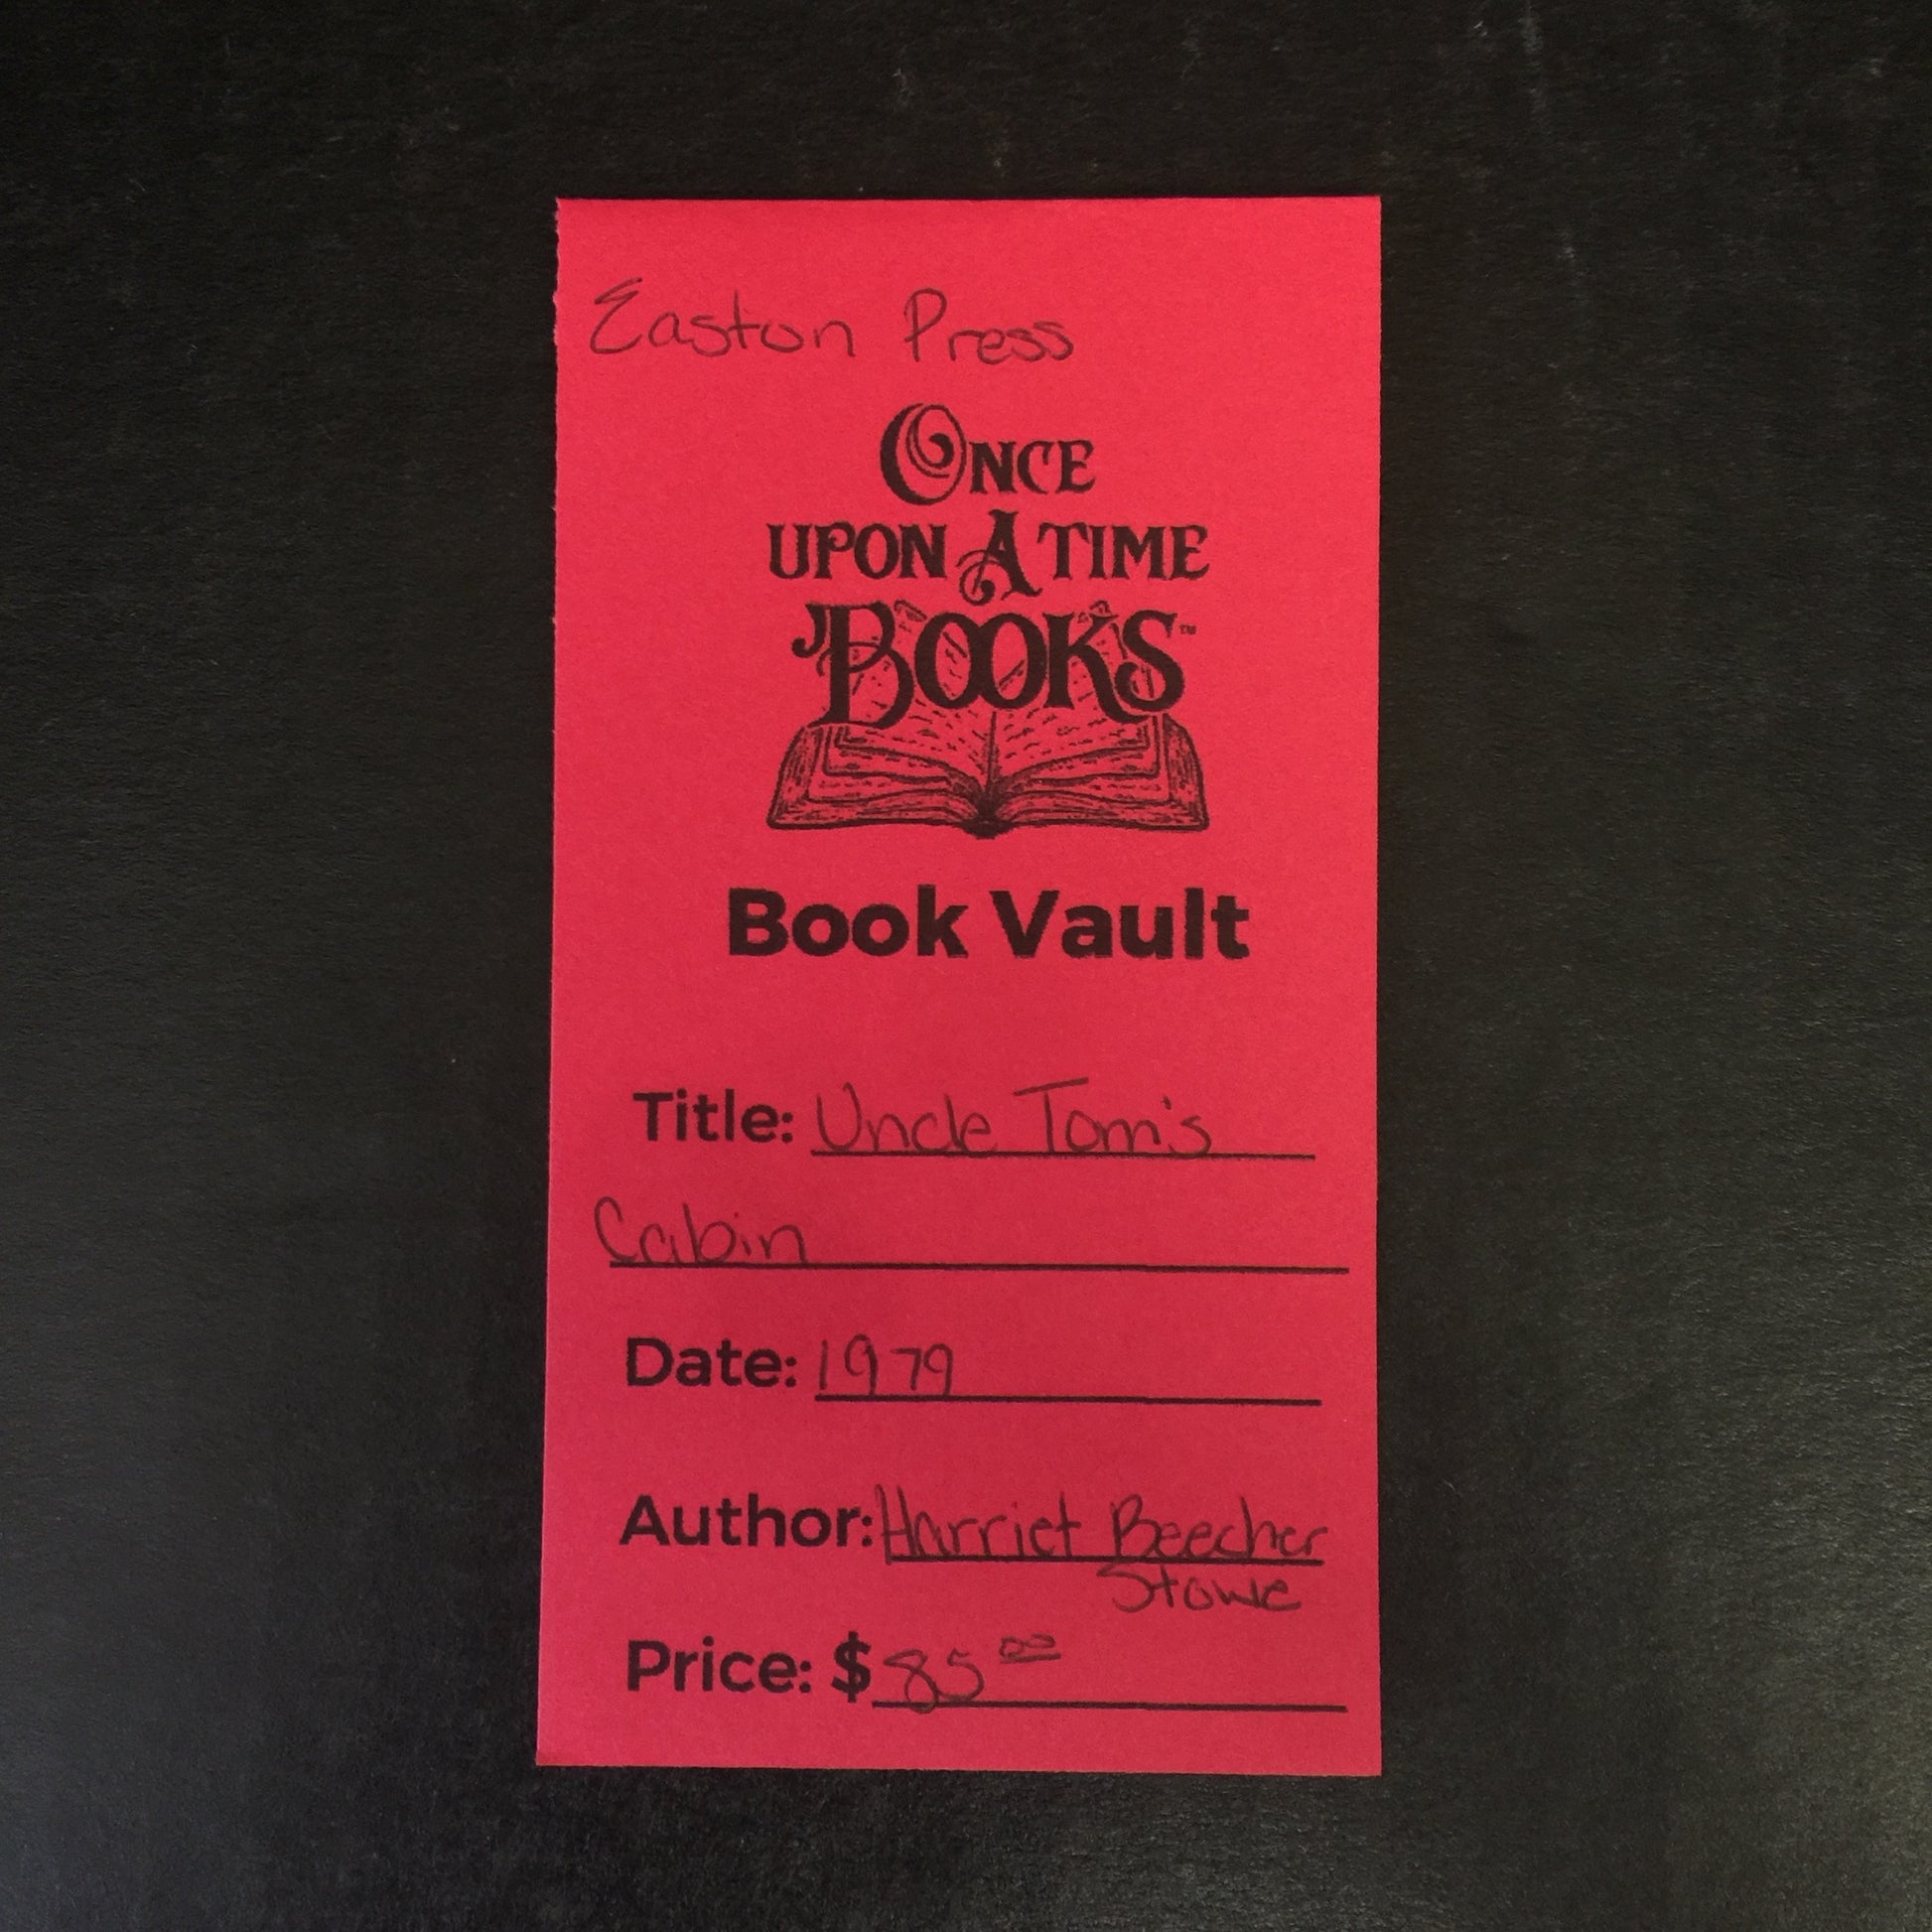 Easton Press
ONCE
UPON A TIME
BOOKS™
Book Vault
Title: Uncle Tom's
Cabin
Date: 1979
Author: Harriet Beecher
Stowe
Price: $85 00